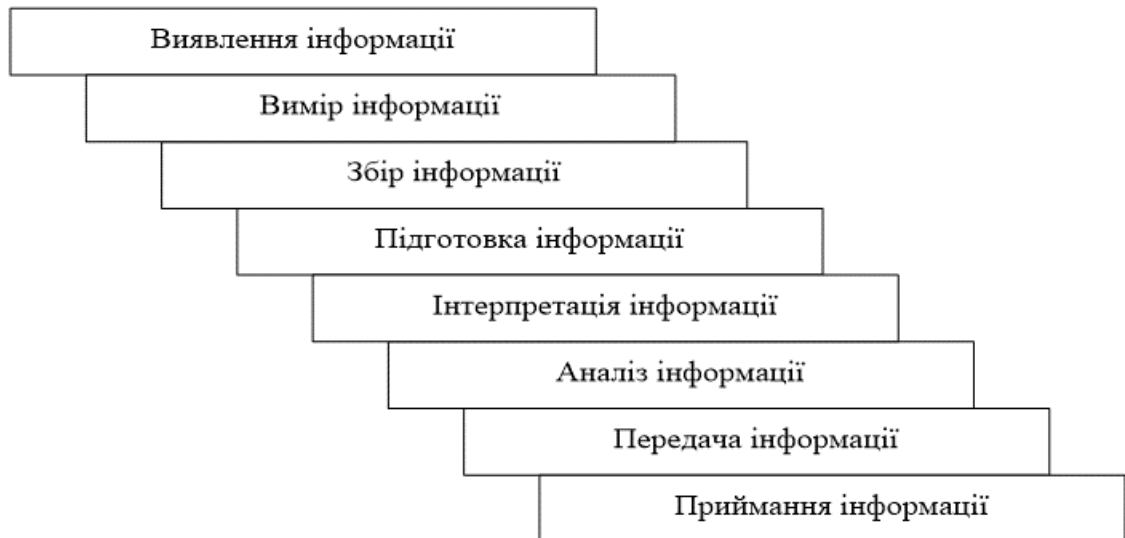 Виявлення інформації
Вимір інформації
Збір інформації
Підготовка інформації
Інтерпретація інформації
Аналіз інформації
Передача інформації
Приймання інформації